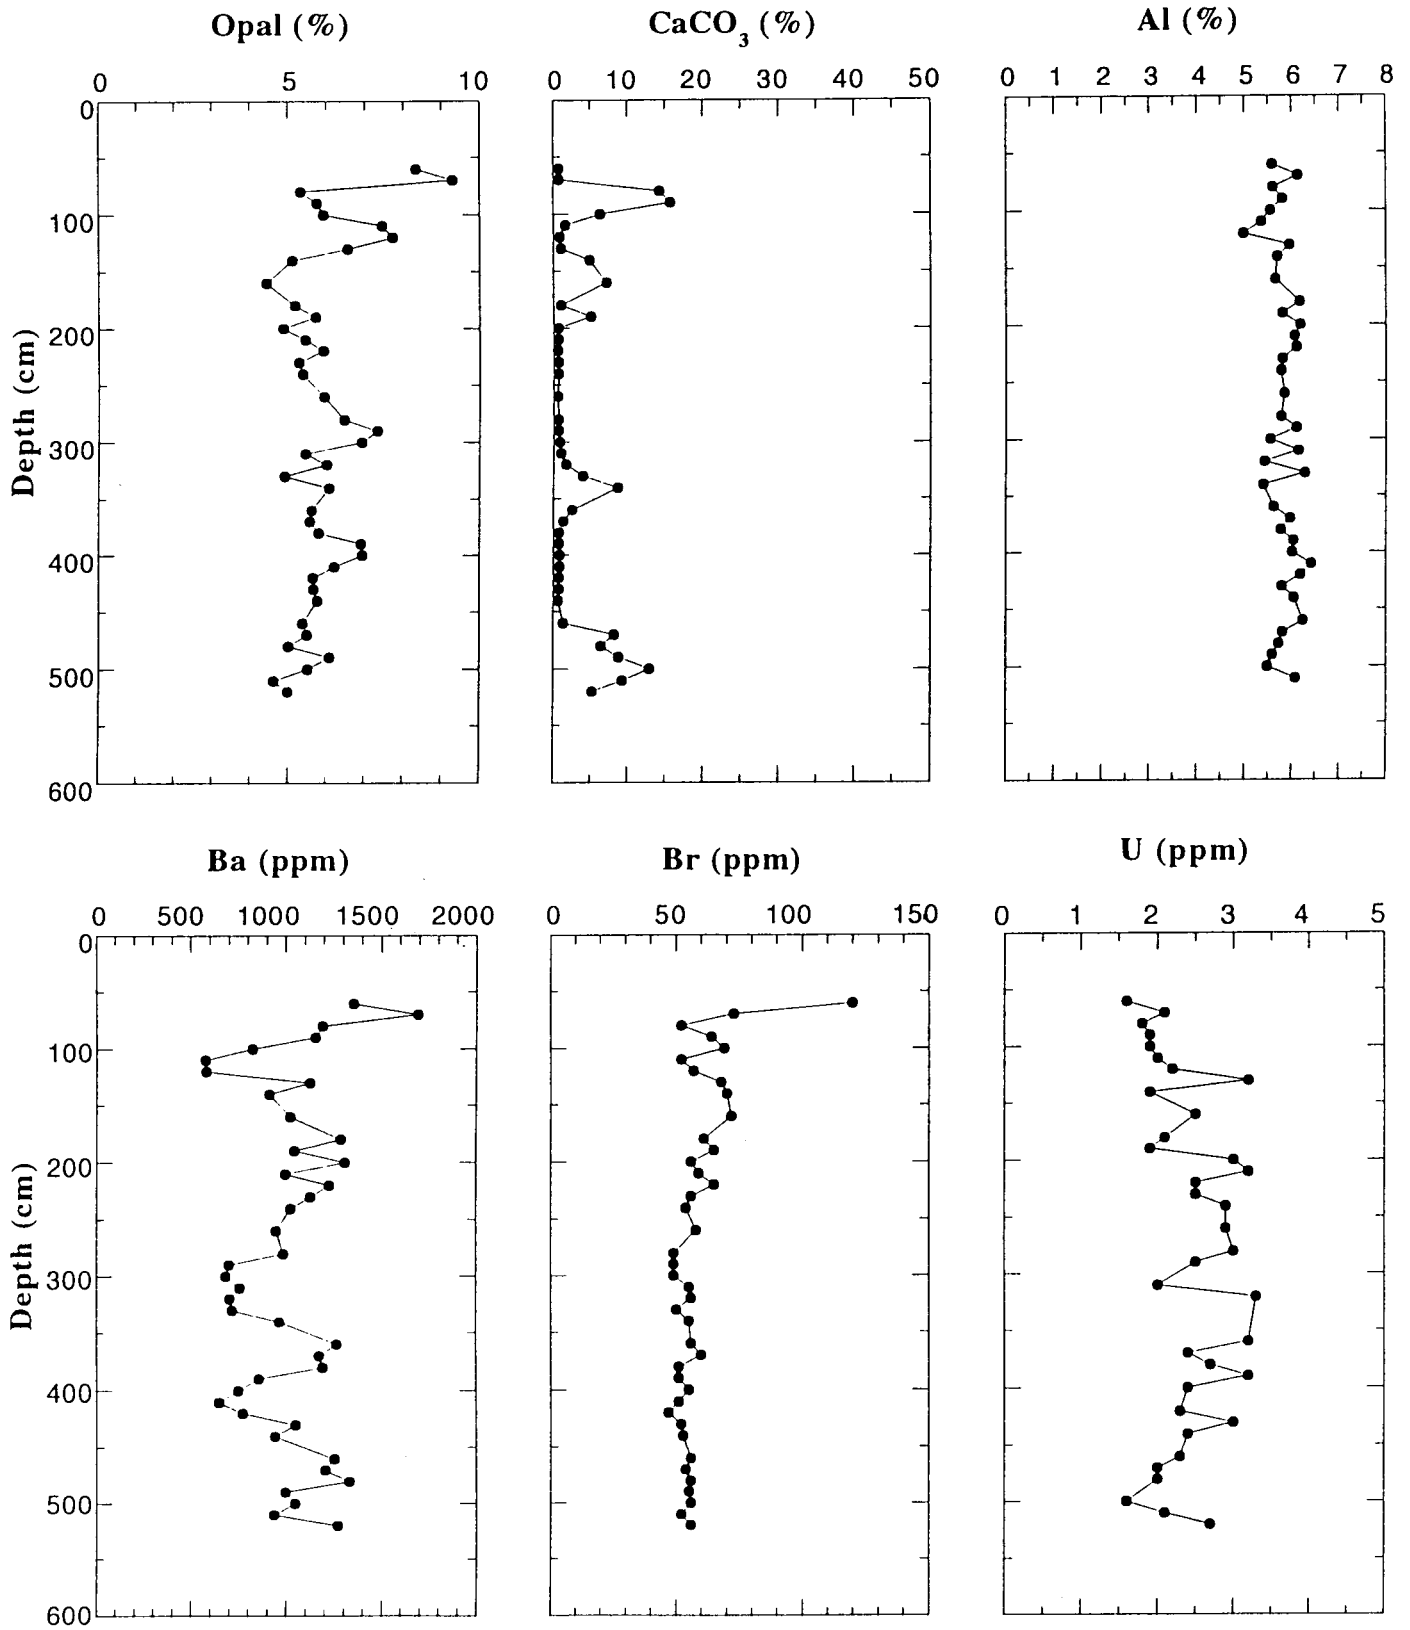 Opal (%)
CaCO3 (%)
Al (%)
0 5 10
0 10 20 30 40 50
0 1 2 3 4 5 6 7 8
0
100
200
300
400
500
600
Depth (cm)
Ba (ppm)
Br (ppm)
U (ppm)
0 500 1000 1500 2000
0 50 100 150
0 1 2 3 4 5
0
100
200
300
400
500
600
Depth (cm)